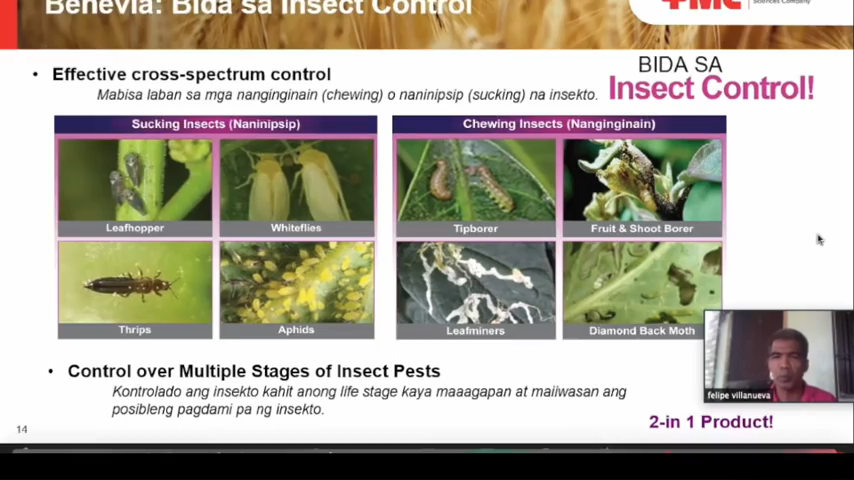 Benevia: Bida sa Insect Control
FMC
Sciences Company
BIDA SA
Insect Control!
• Effective cross-spectrum control
Mabisa laban sa mga nanginginain (chewing) o naninipsip (sucking) na insekto.
Sucking Insects (Naninipsip)
Chewing Insects (Nanginginain)
Leafhopper
Whiteflies
Tipborer
Fruit & Shoot Borer
Thrips
Aphids
Leafminers
Diamond Back Moth
felipe villanueva
• Control over Multiple Stages of Insect Pests
Kontrolado ang insekto kahit anong life stage kaya maaagapan at maiiwasan ang
posibleng pagdami pa ng insekto.
2-in 1 Product!
14